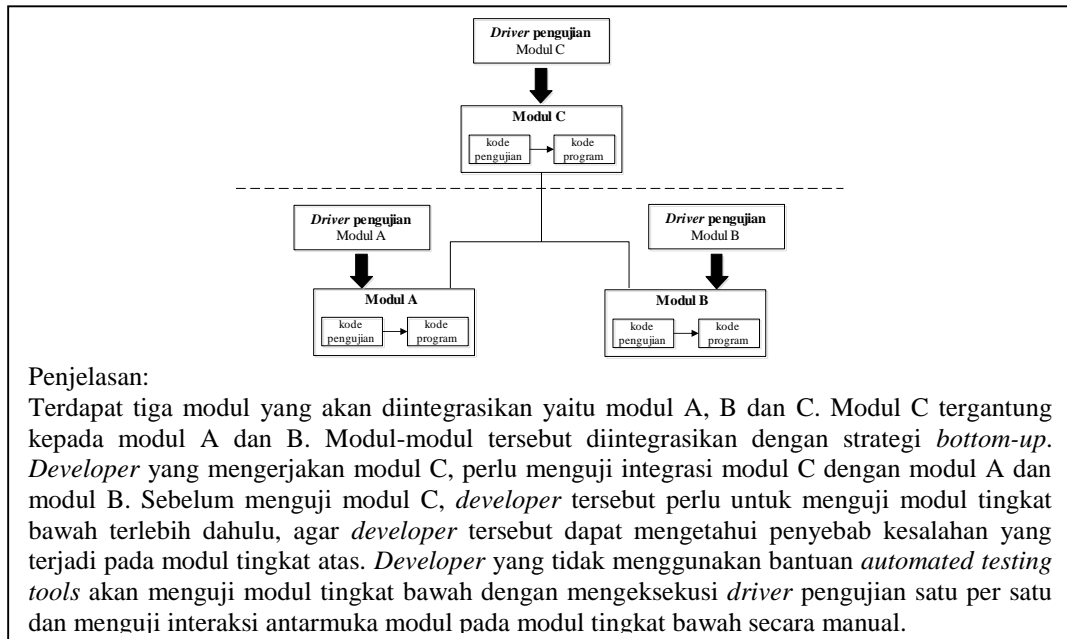 Driver pengujian
Modul C
Modul C
kode
pengujian
kode
program
Driver pengujian
Modul A
Driver pengujian
Modul B
Modul A
kode
pengujian
kode
program
Modul B
kode
pengujian
kode
program
Penjelasan:
Terdapat tiga modul yang akan diintegrasikan yaitu modul A, B dan C. Modul C tergantung
kepada modul A dan B. Modul-modul tersebut diintegrasikan dengan strategi bottom-up.
Developer yang mengerjakan modul C, perlu menguji integrasi modul C dengan modul A dan
modul B. Sebelum menguji modul C, developer tersebut perlu untuk menguji modul tingkat
bawah terlebih dahulu, agar developer tersebut dapat mengetahui penyebab kesalahan yang
terjadi pada modul tingkat atas. Developer yang tidak menggunakan bantuan automated testing
tools akan menguji modul tingkat bawah dengan mengeksekusi driver pengujian satu per satu
dan menguji interaksi antarmuka modul pada modul tingkat bawah secara manual.